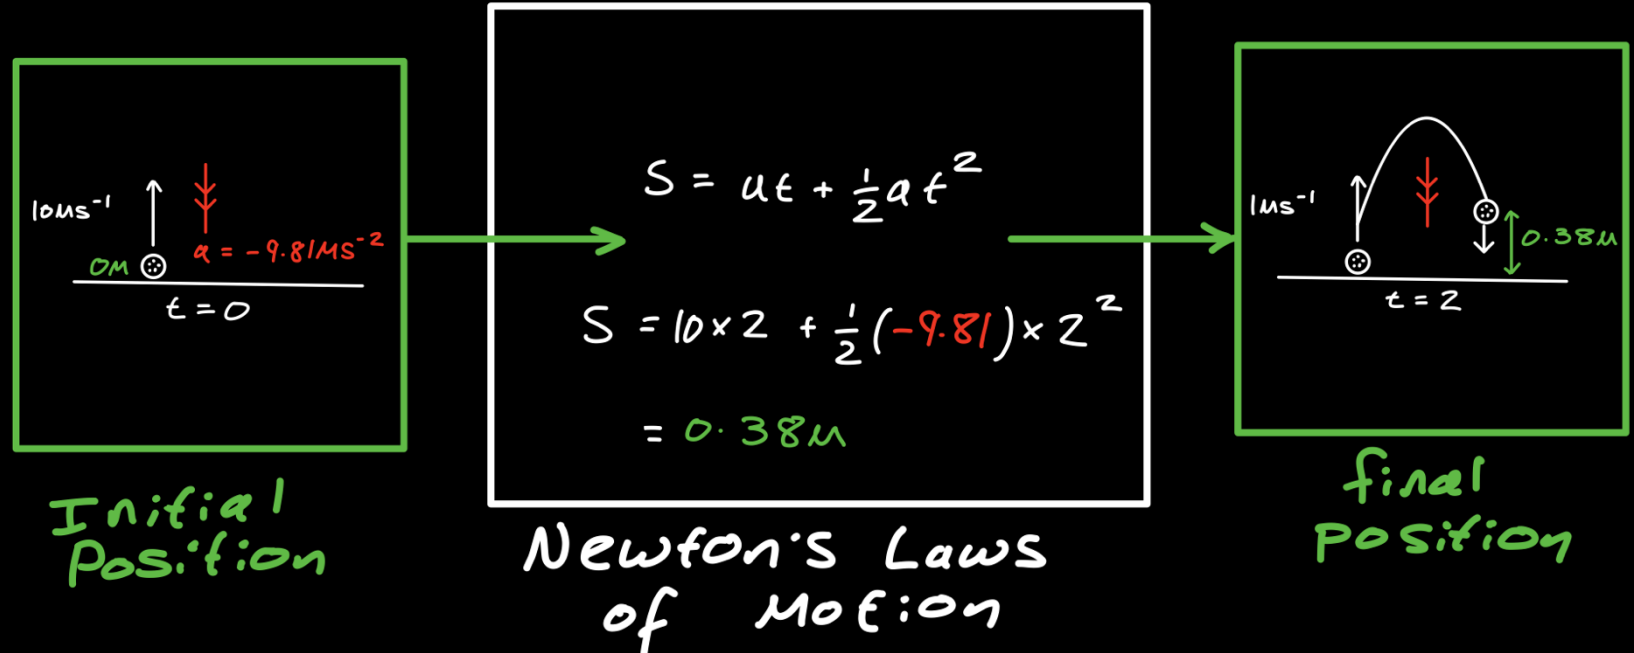 10ms⁻¹
a = -9.81ms⁻²
0m
t = 0
Initial
Position
S = ut + ½at²
S = 10×2 + ½(-9.81)×2²
= 0.38m
Newton's Laws
of Motion
1ms⁻¹
0.38m
t = 2
final
position